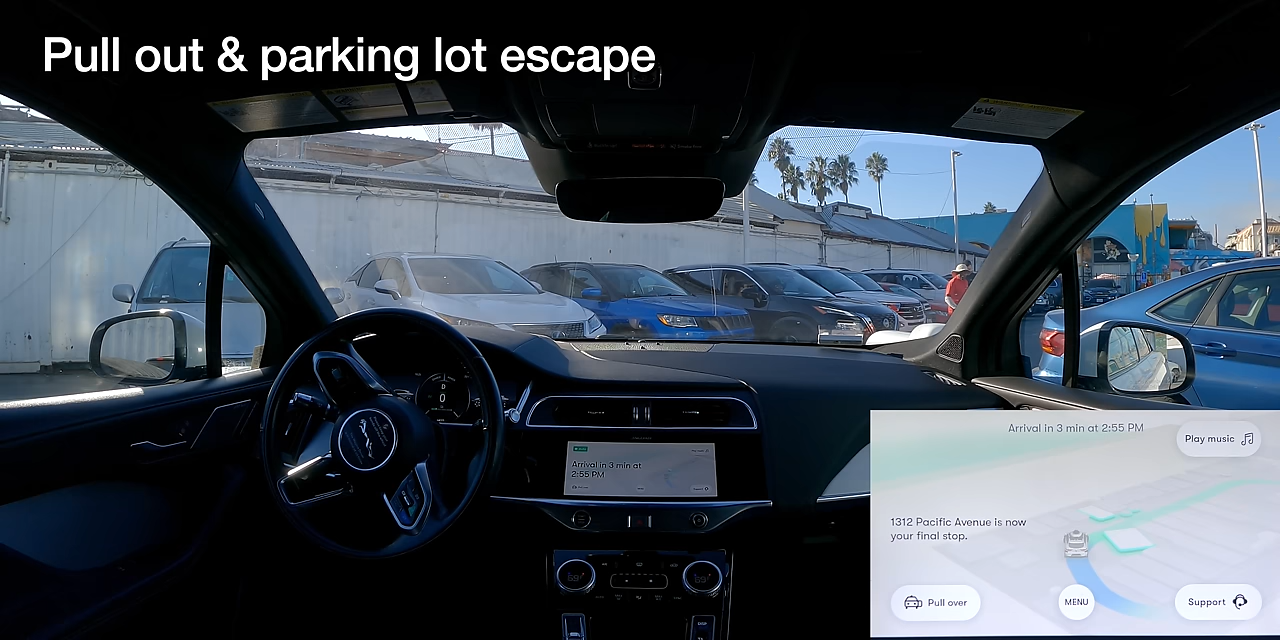 Pull out & parking lot escape
D
0
Arrival in 3 min at
2:55 PM
Arrival in 3 min at 2:55 PM
Play music
1312 Pacific Avenue is now
your final stop.
Pull over
MENU
Support